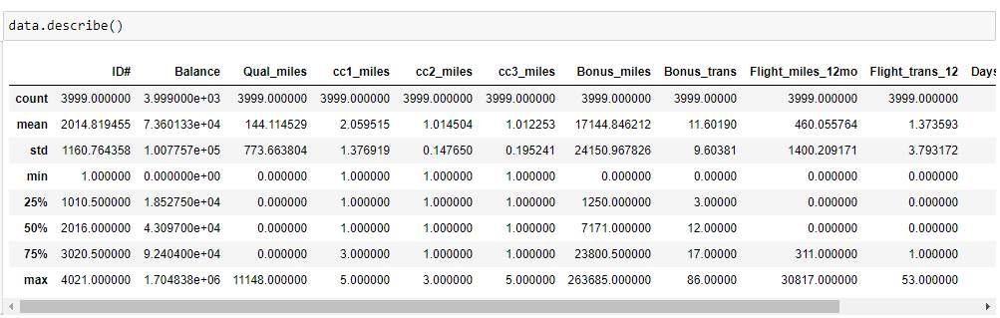 data.describe()
ID# Balance Qual_miles cc1_miles cc2_miles cc3_miles Bonus_miles Bonus_trans Flight_miles_12mo Flight_trans_12 Days
count 3999.000000 3.999000e+03 3999.000000 3999.000000 3999.000000 3999.000000 3999.000000 3999.00000 3999.000000 3999.000000
mean 2014.819455 7.360133e+04 144.114529 2.059515 1.014504 1.012253 17144.846212 11.60190 460.055764 1.373593
std 1160.764358 1.007757e+05 773.663804 1.376919 0.147650 0.195241 24150.967826 9.60381 1400.209171 3.793172
min 1.000000 0.000000e+00 0.000000 1.000000 1.000000 1.000000 0.000000 0.00000 0.000000 0.000000
25% 1010.500000 1.852750e+04 0.000000 1.000000 1.000000 1.000000 1250.000000 3.00000 0.000000 0.000000
50% 2016.000000 4.309700e+04 0.000000 1.000000 1.000000 1.000000 7171.000000 12.00000 0.000000 0.000000
75% 3020.500000 9.240400e+04 0.000000 3.000000 1.000000 1.000000 23800.500000 17.00000 311.000000 1.000000
max 4021.000000 1.704838e+06 11148.000000 5.000000 3.000000 5.000000 263685.000000 86.00000 30817.000000 53.000000